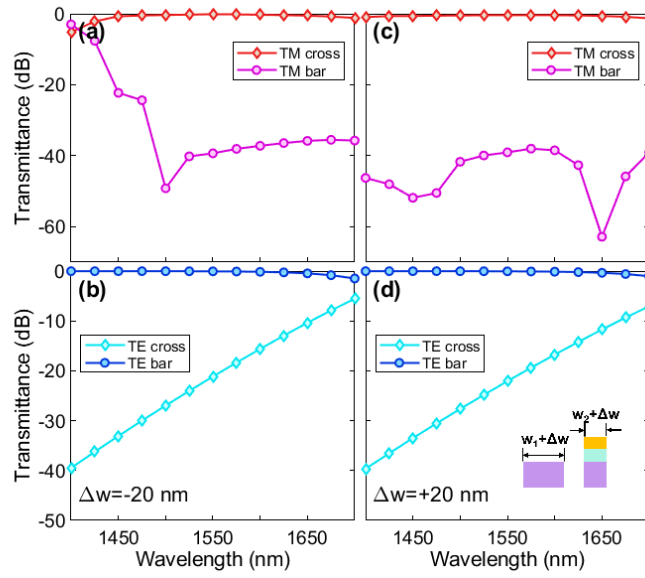 0
-20
-40
-60
Transmittance (dB)
(a)
TM cross
TM bar
(c)
TM cross
TM bar
0
-10
-20
-30
-40
-50
Transmittance (dB)
(b)
TE cross
TE bar
Δw=-20 nm
1450
1550
1650
Wavelength (nm)
(d)
TE cross
TE bar
w₂+Δw
w₁+Δw
Δw=+20 nm
1450
1550
1650
Wavelength (nm)